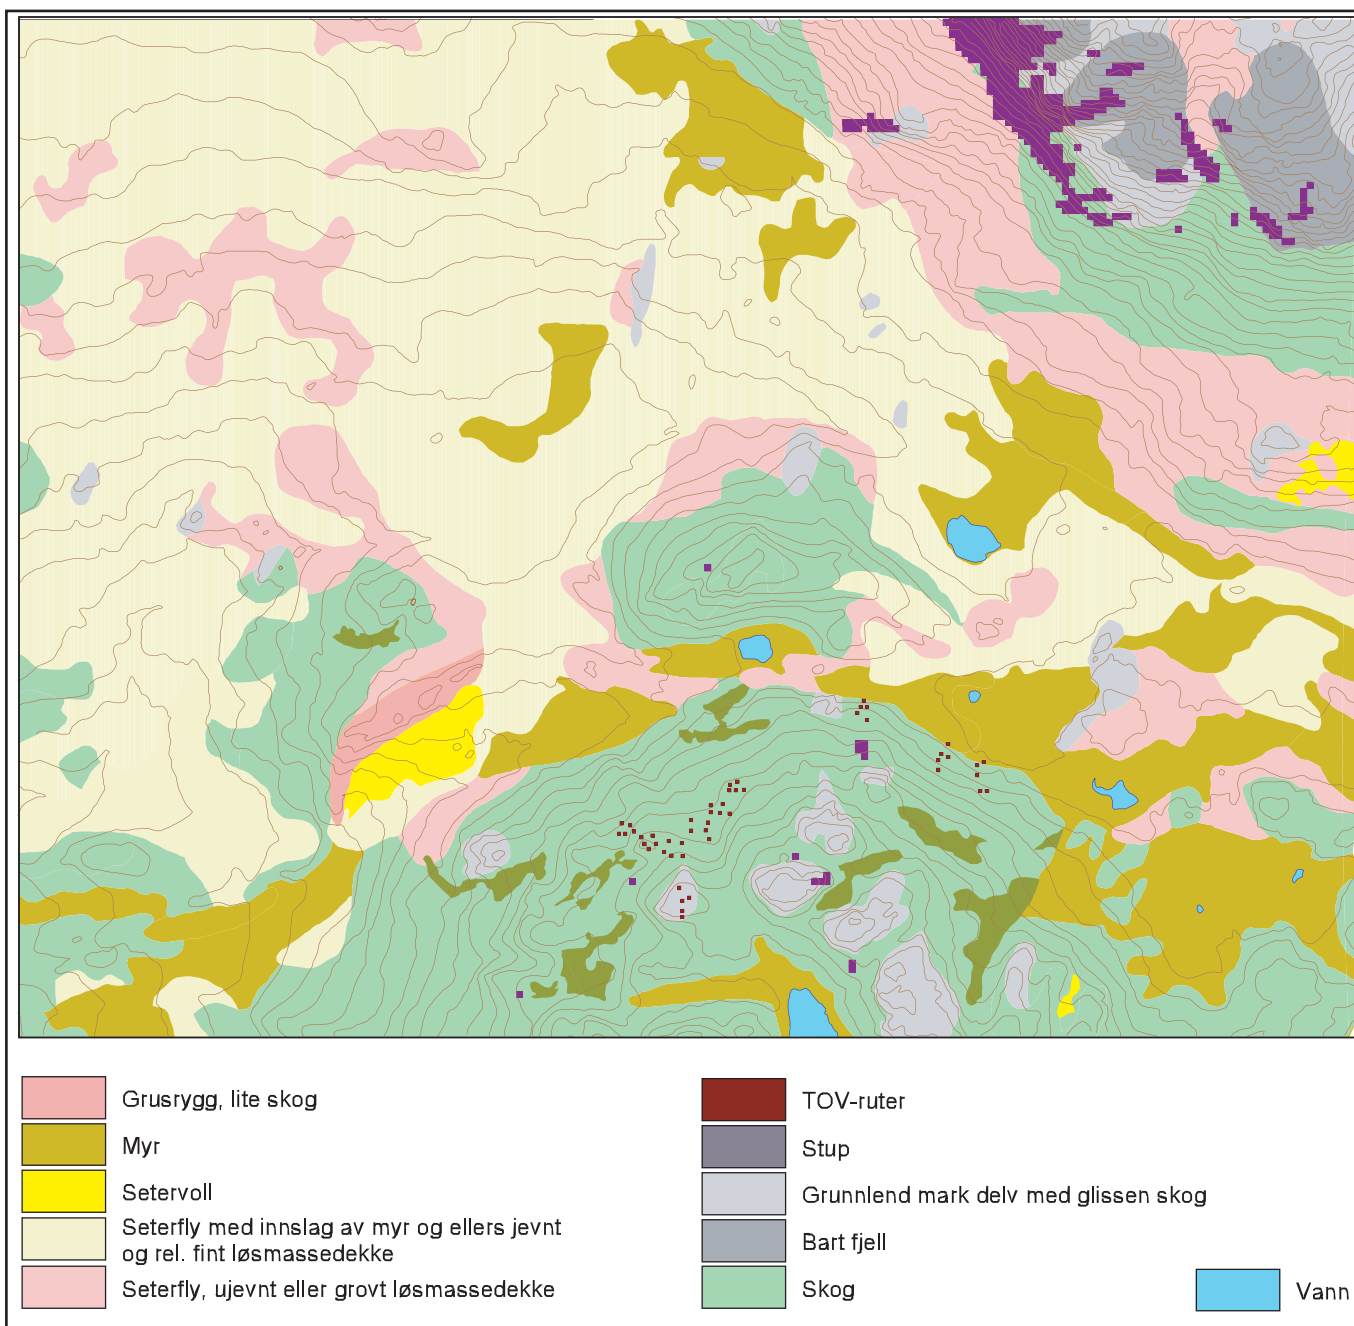 Grusrygg, lite skog
Myr
Setervoll
Seterfly med innslag av myr og ellers jevnt
og rel. fint løsmassedekke
Seterfly, ujevnt eller grovt løsmassedekke
TOV-ruter
Stup
Grunnlend mark delv med glissen skog
Bart fjell
Skog
Vann